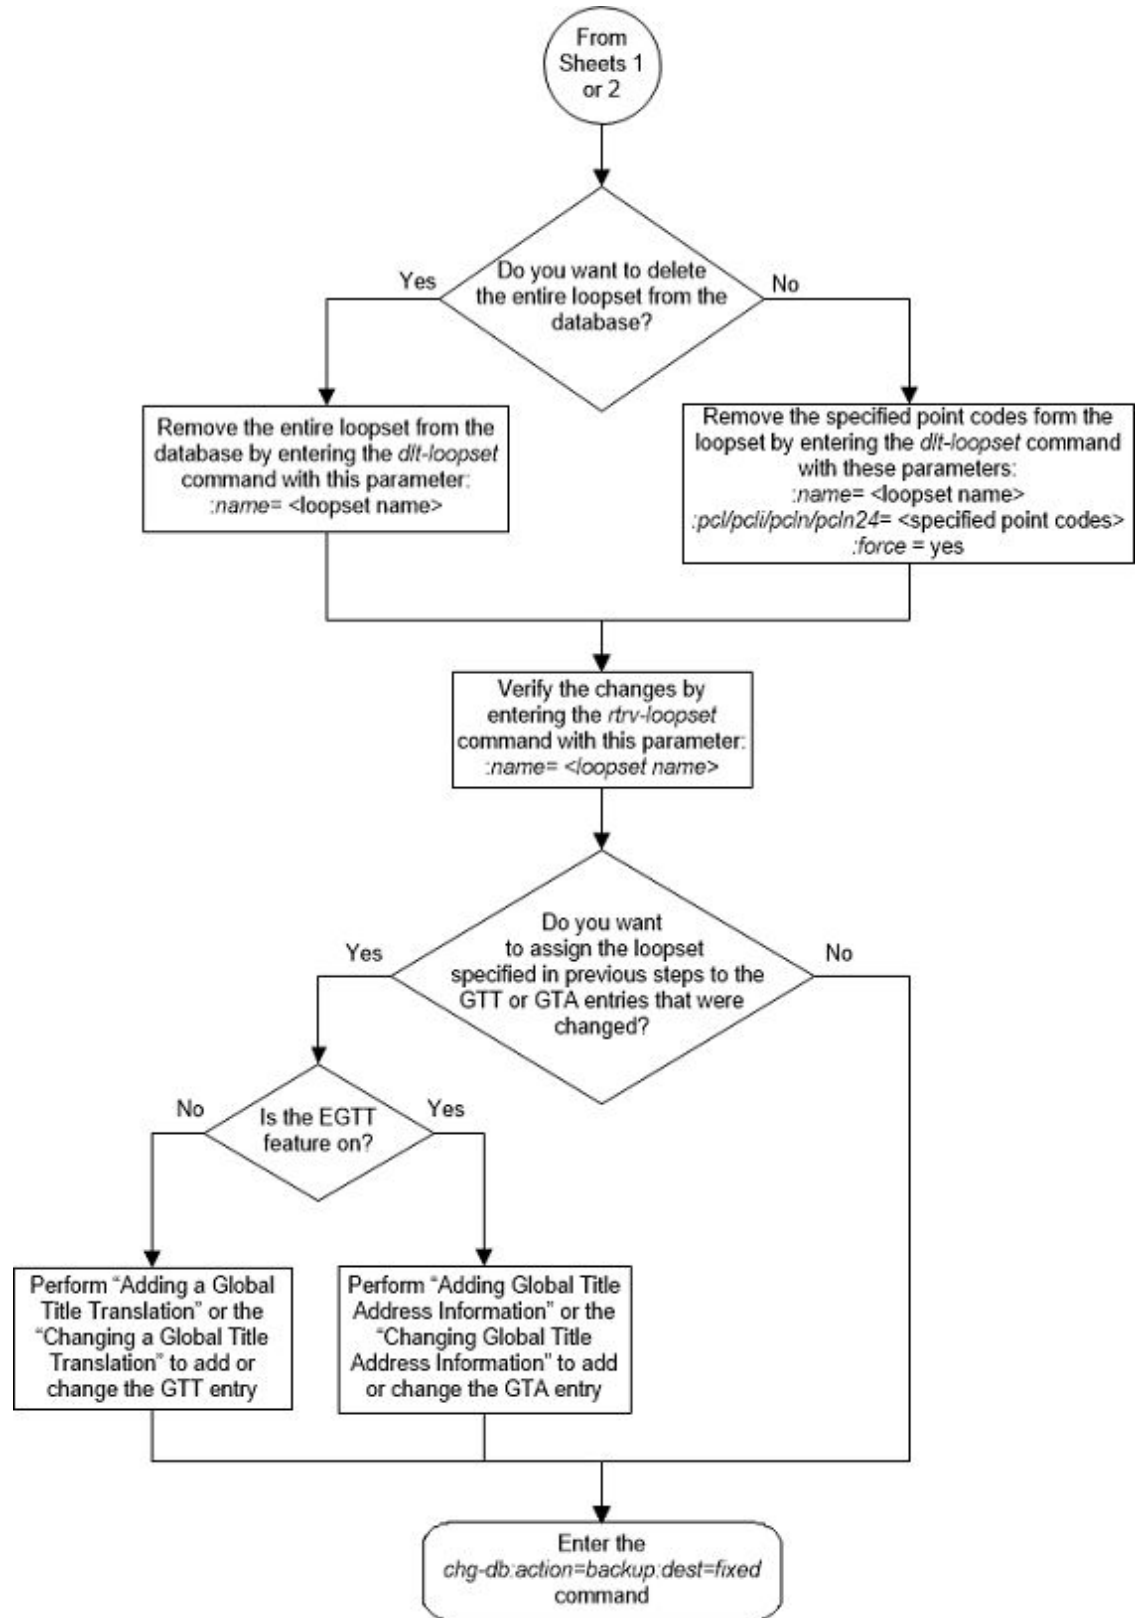 From
Sheets 1
or 2
Do you want to delete
the entire loopset from the
database?
Yes
No
Remove the entire loopset from the
database by entering the dlt-loopset
command with this parameter:
:name= <loopset name>
Remove the specified point codes form the
loopset by entering the dlt-loopset command
with these parameters:
:name= <loopset name>
:pcl/pcli/pcln/pcln24= <specified point codes>
:force = yes
Verify the changes by
entering the rtrv-loopset
command with this parameter:
:name= <loopset name>
Do you want
to assign the loopset
specified in previous steps to the
GTT or GTA entries that were
changed?
Yes
No
Is the EGTT
feature on?
No
Yes
Perform “Adding a Global
Title Translation” or the
“Changing a Global Title
Translation” to add or
change the GTT entry
Perform “Adding Global Title
Address Information” or the
“Changing Global Title
Address Information” to add
or change the GTA entry
Enter the
chg-db:action=backup:dest=fixed
command